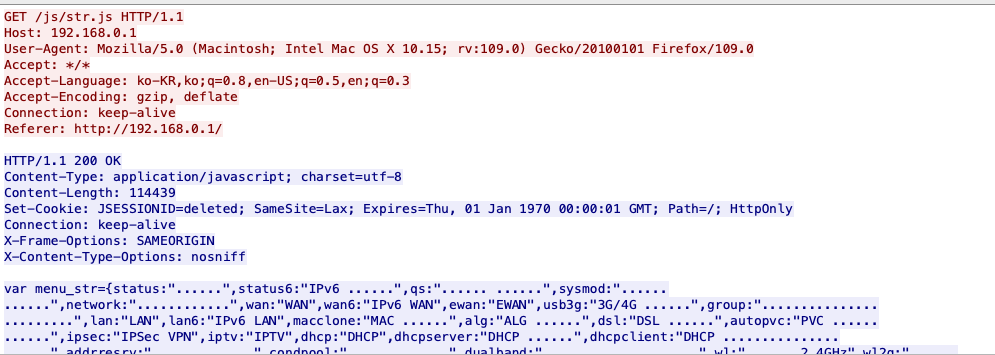 GET /js/str.js HTTP/1.1
Host: 192.168.0.1
User-Agent: Mozilla/5.0 (Macintosh; Intel Mac OS X 10.15; rv:109.0) Gecko/20100101 Firefox/109.0
Accept: */*
Accept-Language: ko-KR,ko;q=0.8,en-US;q=0.5,en;q=0.3
Accept-Encoding: gzip, deflate
Connection: keep-alive
Referer: http://192.168.0.1/
HTTP/1.1 200 OK
Content-Type: application/javascript; charset=utf-8
Content-Length: 114439
Set-Cookie: JSESSIONID=deleted; SameSite=Lax; Expires=Thu, 01 Jan 1970 00:00:01 GMT; Path=/; HttpOnly
Connection: keep-alive
X-Frame-Options: SAMEORIGIN
X-Content-Type-Options: nosniff
var menu_str={status:"......",status6:"IPv6 ......",qs:"...... ......",sysmod:"......
......",network:"............",wan:"WAN",wan6:"IPv6 WAN",ewan:"EWAN",usb3g:"3G/4G ......",group:"...............
.........",lan:"LAN",lan6:"IPv6 LAN",macclone:"MAC ......",alg:"ALG ......",dsl:"DSL ......",autopvc:"PVC ......
......",ipsec:"IPSec VPN",iptv:"IPTV",dhcp:"DHCP",dhcpserver:"DHCP ......",dhcpclient:"DHCP ...............
......",addrresrv:"............",condpool:"............",dualband:"..................",wl:"...... 2.4GHz",wl2g:"......